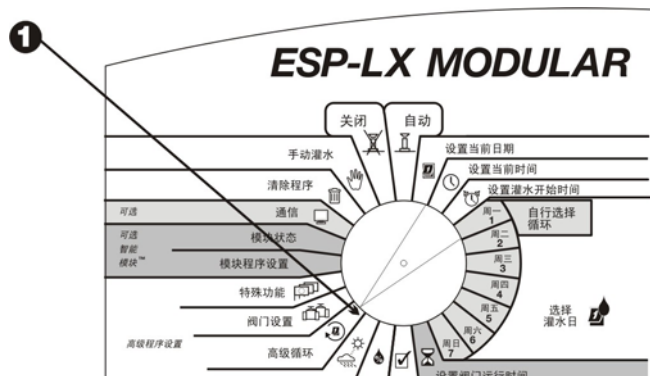 1
ESP-LX MODULAR
关闭
自动
手动灌水
设置当前日期
清除程序
设置当前时间
可选
通信
设置灌水开始时间
周一
1
自行选择
循环
可选
智能
模块™
模块状态
周二
2
模块程序设置
周三
3
特殊功能
周四
4
阀门设置
周五
5
选择
灌水日
高级程序设置
高级循环
周六
6
周日
7
设置阀门运行时间